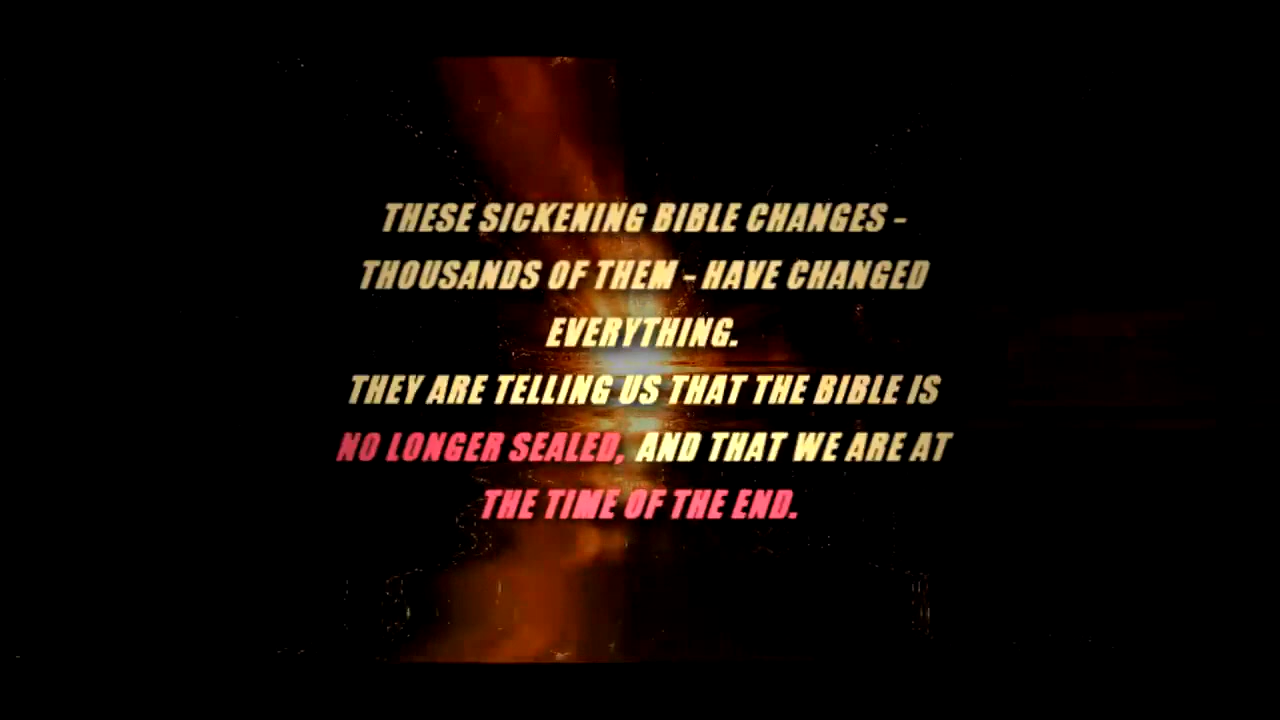 THESE SICKENING BIBLE CHANGES -
THOUSANDS OF THEM - HAVE CHANGED
EVERYTHING.
THEY ARE TELLING US THAT THE BIBLE IS
NO LONGER SEALED, AND THAT WE ARE AT
THE TIME OF THE END.